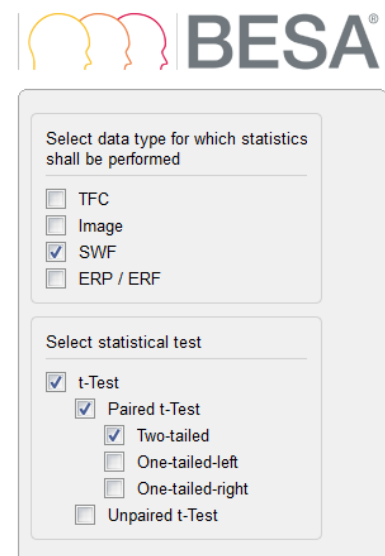 BESA®
Select data type for which statistics
shall be performed
TFC
Image
SWF
ERP / ERF
Select statistical test
t-Test
Paired t-Test
Two-tailed
One-tailed-left
One-tailed-right
Unpaired t-Test